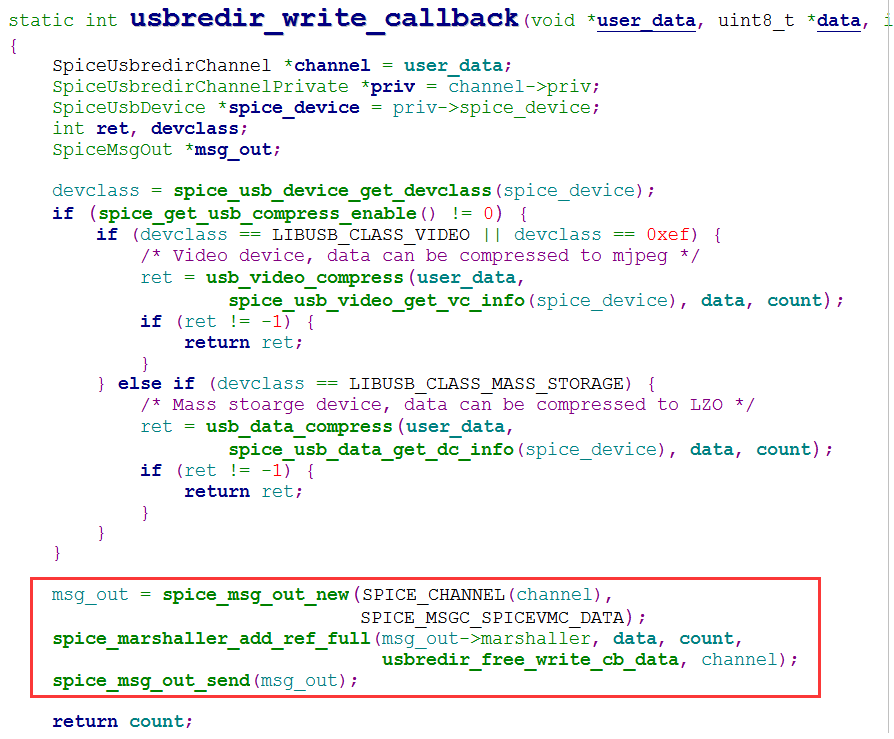 static int usbredir_write_callback(void *user_data, uint8_t *data, i
{
    SpiceUsbredirChannel *channel = user_data;
    SpiceUsbredirChannelPrivate *priv = channel->priv;
    SpiceUsbDevice *spice_device = priv->spice_device;
    int ret, devclass;
    SpiceMsgOut *msg_out;

    devclass = spice_usb_device_get_devclass(spice_device);
    if (spice_get_usb_compress_enable() != 0) {
        if (devclass == LIBUSB_CLASS_VIDEO || devclass == 0xef) {
            /* Video device, data can be compressed to mjpeg */
            ret = usb_video_compress(user_data,
                    spice_usb_video_get_vc_info(spice_device), data, count);
            if (ret != -1) {
                return ret;
            }
        } else if (devclass == LIBUSB_CLASS_MASS_STORAGE) {
            /* Mass stoarge device, data can be compressed to LZO */
            ret = usb_data_compress(user_data,
                    spice_usb_data_get_dc_info(spice_device), data, count);
            if (ret != -1) {
                return ret;
            }
        }
    }

    msg_out = spice_msg_out_new(SPICE_CHANNEL(channel),
                                SPICE_MSGC_SPICEVMC_DATA);
    spice_marshaller_add_ref_full(msg_out->marshaller, data, count,
                                  usbredir_free_write_cb_data, channel);
    spice_msg_out_send(msg_out);

    return count;